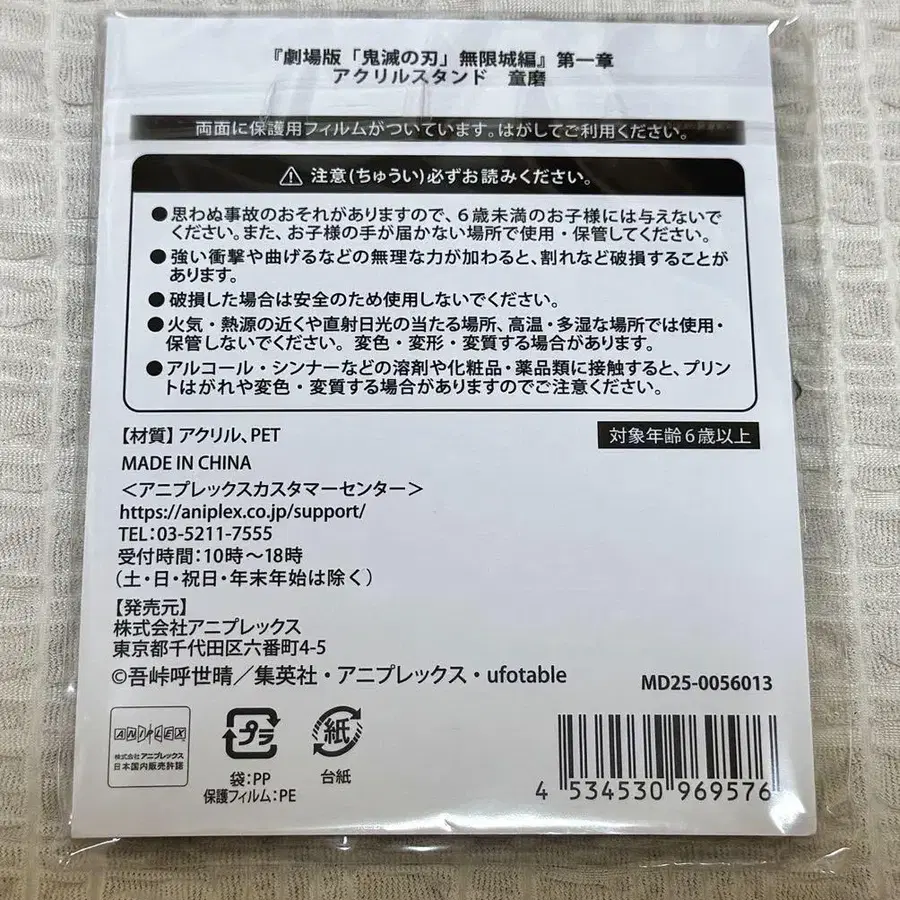 『劇場版「鬼滅の刃」無限城編』第一章
アクリルスタンド　童磨
両面に保護用フィルムがついています。はがしてご利用ください。
⚠ 注意(ちゅうい)必ずお読みください。
●思わぬ事故のおそれがありますので、6歳未満のお子様には与えないで
ください。また、お子様の手が届かない場所で使用・保管してください。
●強い衝撃や曲げるなどの無理な力が加わると、割れなど破損することが
あります。
●破損した場合は安全のため使用しないでください。
●火気・熱源の近くや直射日光の当たる場所、高温・多湿な場所では使用・
保管しないでください。変色・変形・変質する場合があります。
●アルコール・シンナーなどの溶剤や化粧品・薬品類に接触すると、プリン
トはがれや変色・変質する場合がありますのでご注意ください。
【材質】アクリル、PET
対象年齢6歳以上
MADE IN CHINA
＜アニプレックスカスタマーセンター＞
https://aniplex.co.jp/support/
TEL:03-5211-7555
受付時間:10時～18時
(土・日・祝日・年末年始は除く)
【発売元】
株式会社アニプレックス
東京都千代田区六番町4-5
©吾峠呼世晴／集英社・アニプレックス・ufotable
MD25-0056013
ANIPLEX
株式会社アニプレックス
日本国内販売許諾
プラ
袋:PP
保護フィルム:PE
紙
台紙
4 534530 969576